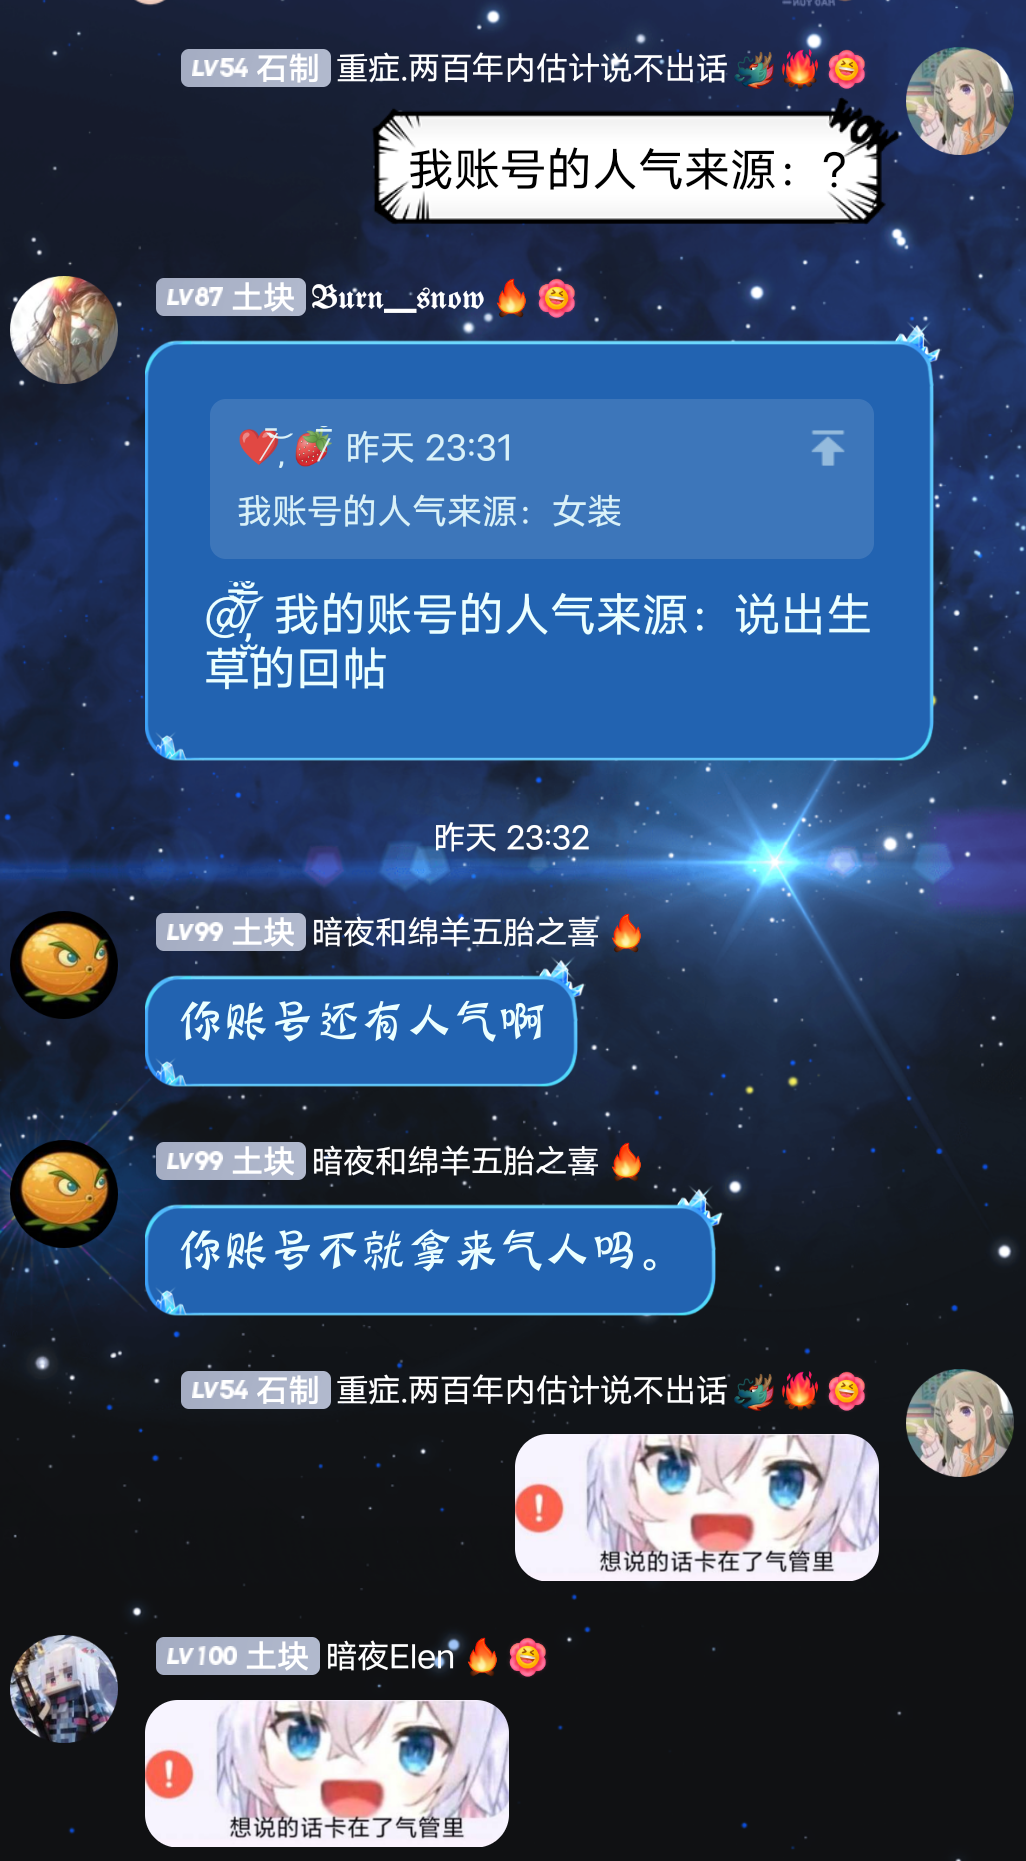 LV54 石制 重症.两百年内估计说不出话🐉🔥
WOW
我账号的人气来源：？
LV87 土块 𝕭𝖚𝖗𝖓__𝖘𝖓𝖔𝖜🔥
昨天 23:31
我账号的人气来源：女装
@ 我的账号的人气来源：说出生
草的回帖
昨天 23:32
LV99 土块 暗夜和绵羊五胎之喜🔥
你账号还有人气啊
LV99 土块 暗夜和绵羊五胎之喜🔥
你账号不就拿来气人吗。
LV54 石制 重症.两百年内估计说不出话🐉🔥
想说的话卡在了气管里
LV100 土块 暗夜Elen🔥
想说的话卡在了气管里